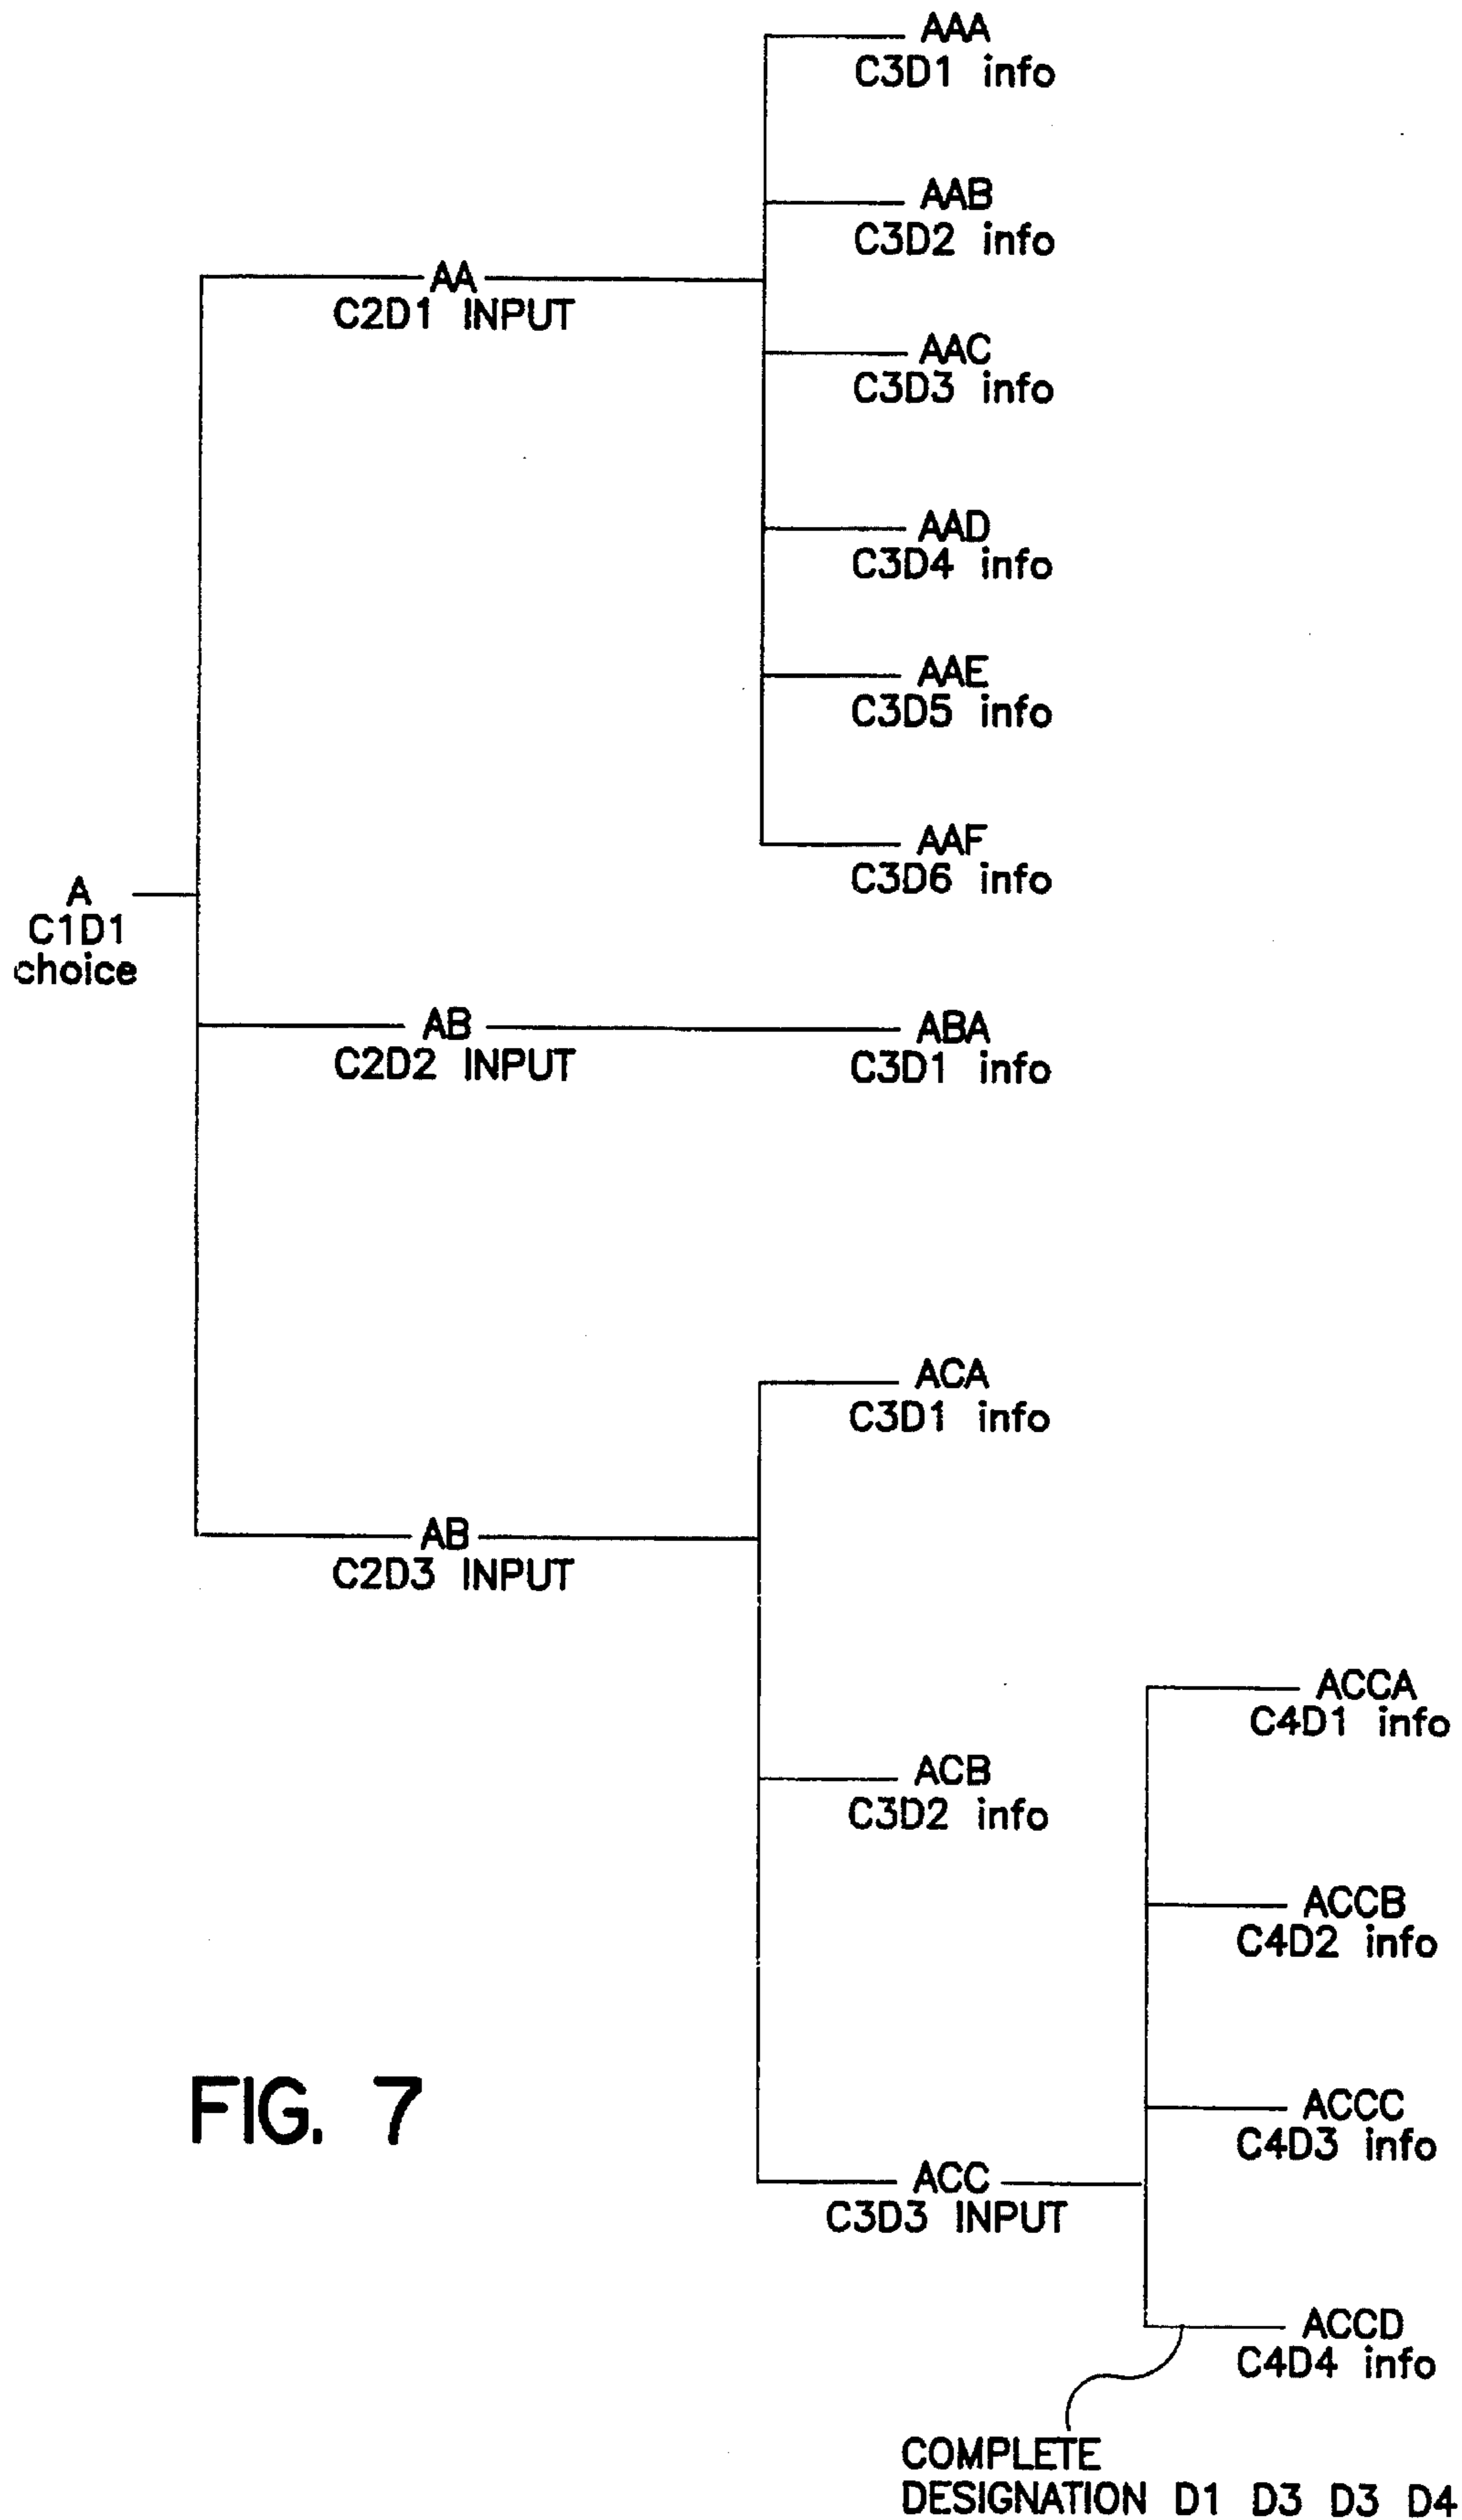 AAA
C3D1 info
AAB
C3D2 info
AA
C2D1 INPUT
AAC
C3D3 info
AAD
C3D4 info
AAE
C3D5 info
AAF
C3D6 info
A
C1D1
choice
AB
C2D2 INPUT
ABA
C3D1 info
ACA
C3D1 info
AB
C2D3 INPUT
ACCA
C4D1 info
ACB
C3D2 info
ACCB
C4D2 info
ACCC
C4D3 info
FIG. 7
ACC
C3D3 INPUT
ACCD
C4D4 info
COMPLETE
DESIGNATION D1 D3 D3 D4